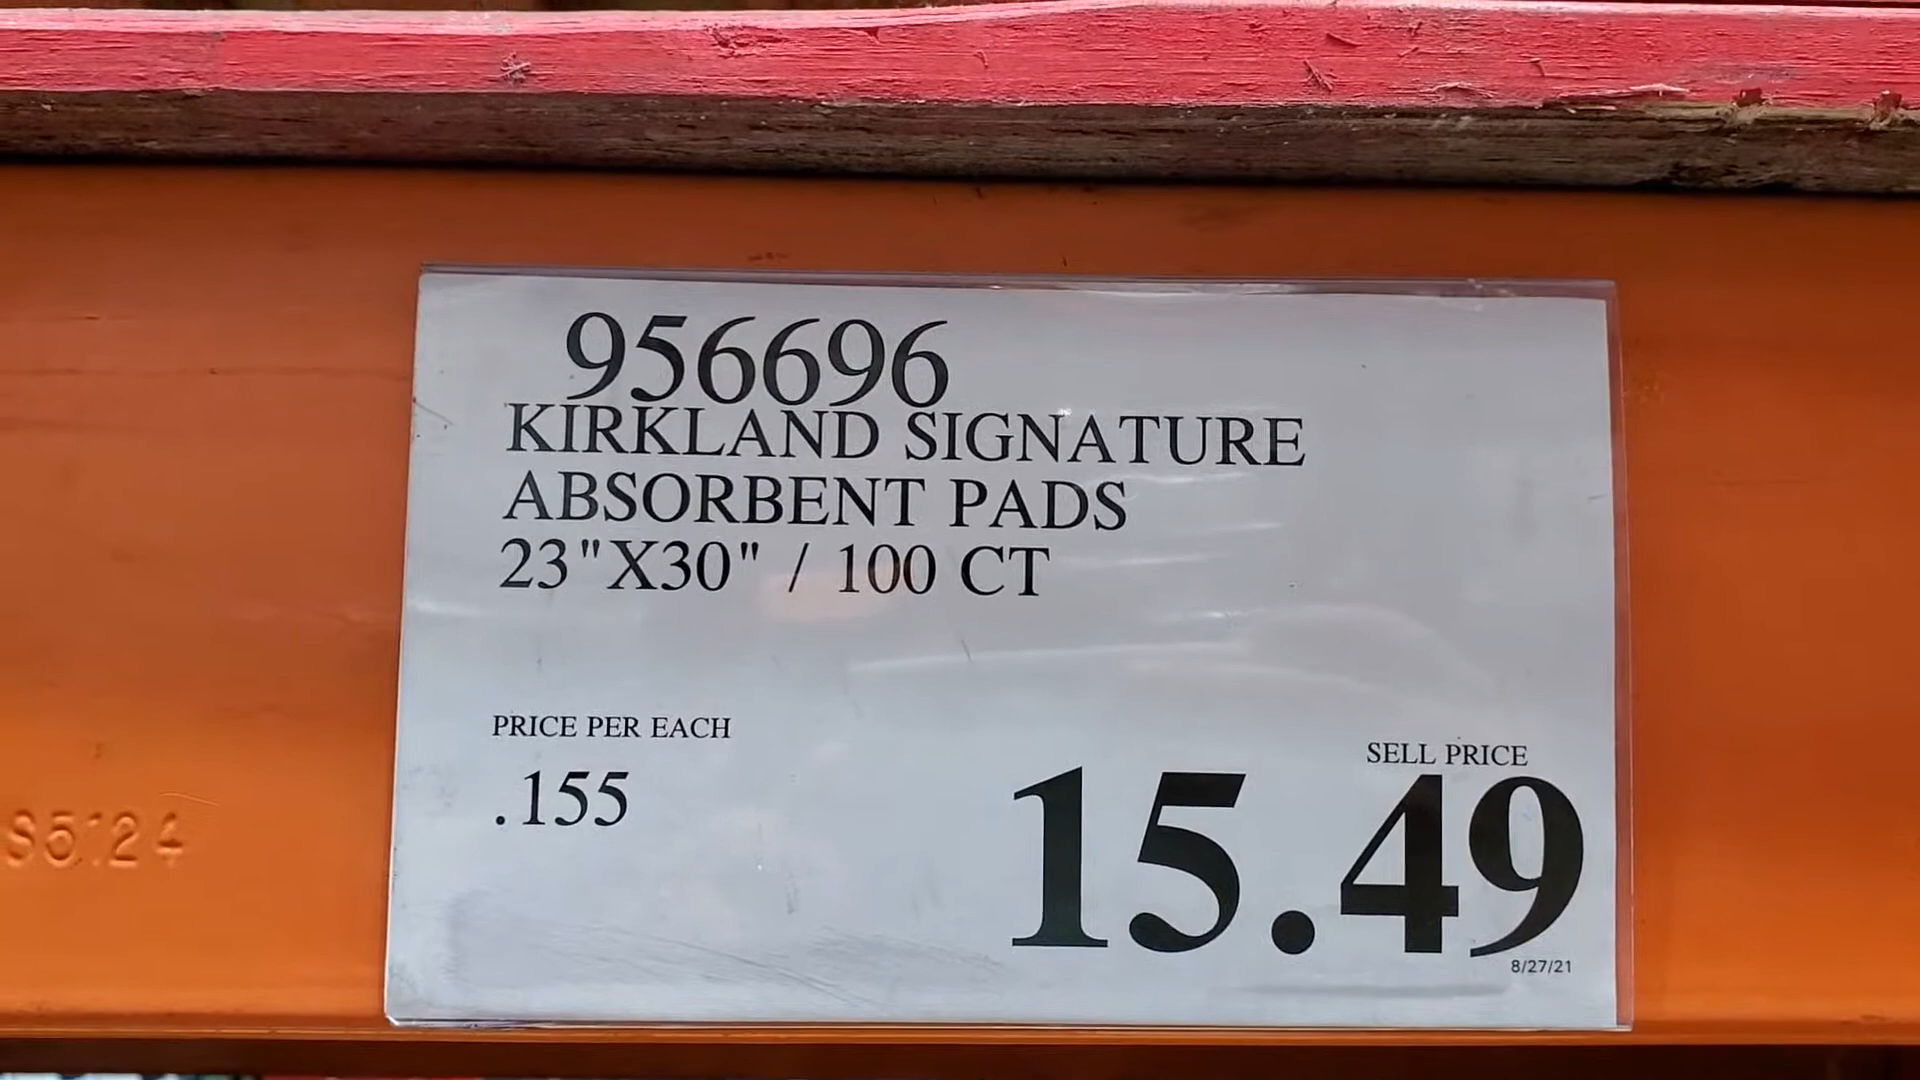 956696
KIRKLAND SIGNATURE
ABSORBENT PADS
23"X30" / 100 CT
PRICE PER EACH
.155
SELL PRICE
15.49
8/27/21
S5124